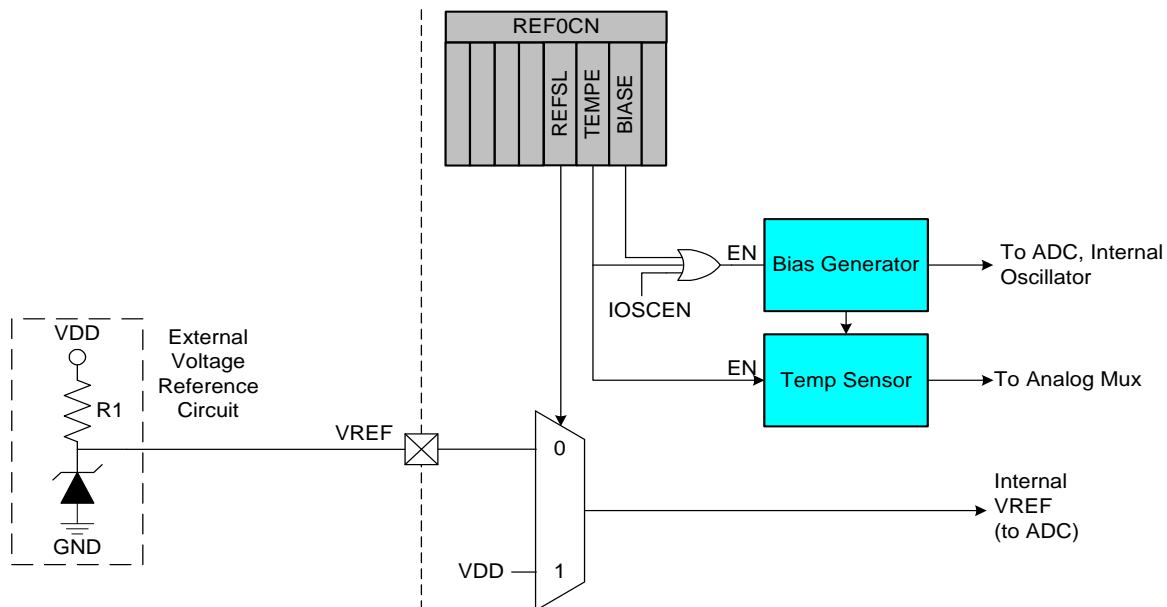 REF0CN
REFSL
TEMPE
BIASE
EN
Bias Generator
To ADC, Internal
Oscillator
IOSCEN
VDD
External
Voltage
Reference
Circuit
R1
EN
Temp Sensor
To Analog Mux
VREF
0
GND
Internal
VREF
(to ADC)
VDD
1